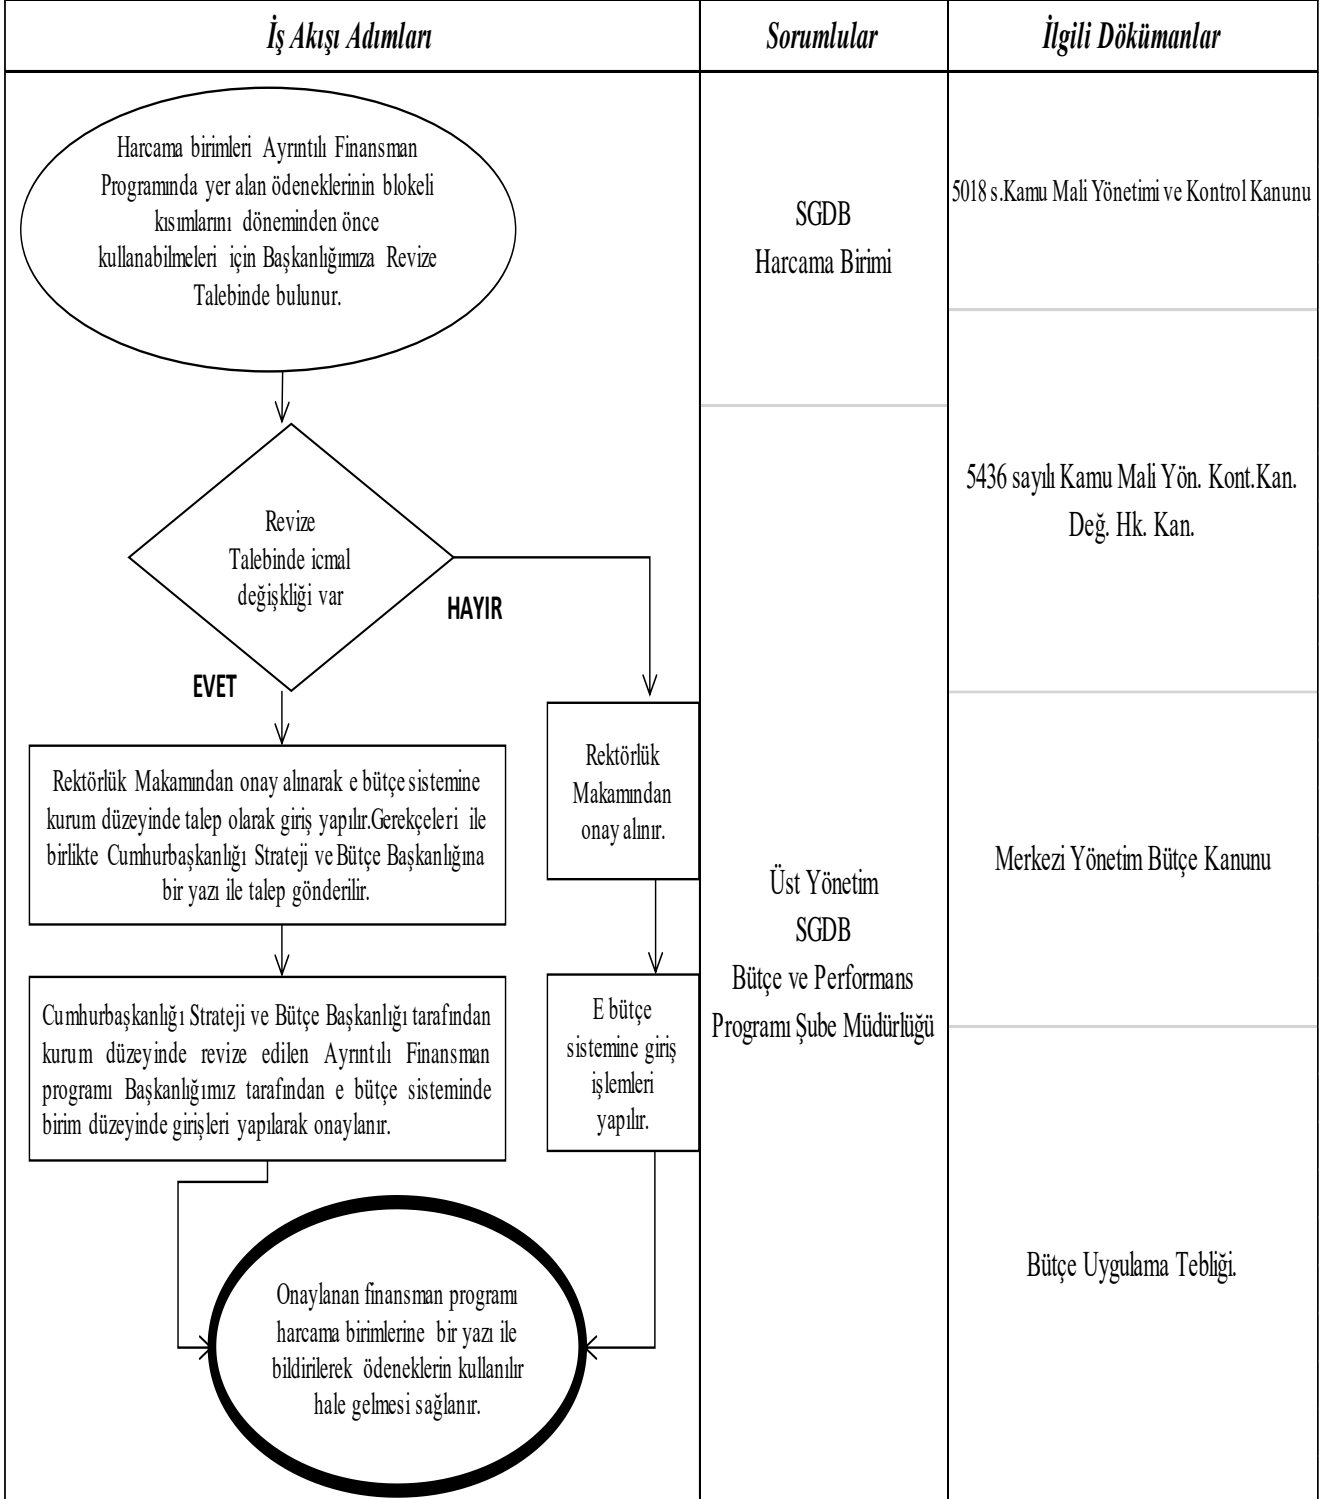 İş Akışı Adımları
Sorumlular
İlgili Dökümanlar
Harcama birimleri Ayrıntılı Finansman
Programında yer alan ödeneklerinin blokeli
kısımlarını döneminden önce
kullanabilmeleri için Başkanlığımıza Revize
Talebinde bulunur.
SGDB
Harcama Birimi
5018 s.Kamu Mali Yönetimi ve Kontrol Kanunu
Revize
Talebinde icmal
değişkliği var
HAYIR
EVET
5436 sayılı Kamu Mali Yön. Kont.Kan.
Değ. Hk. Kan.
Rektörlük Makamından onay alınarak e bütçe sistemine
kurum düzeyinde talep olarak giriş yapılır.Gerekçeleri ile
birlikte Cumhurbaşkanlığı Strateji ve Bütçe Başkanlığına
bir yazı ile talep gönderilir.
Rektörlük
Makamından
onay alınır.
Üst Yönetim
SGDB
Bütçe ve Performans
Programı Şube Müdürlüğü
Merkezi Yönetim Bütçe Kanunu
Cumhurbaşkanlığı Strateji ve Bütçe Başkanlığı tarafından
kurum düzeyinde revize edilen Ayrıntılı Finansman
programı Başkanlığımız tarafından e bütçe sisteminde
birim düzeyinde girişleri yapılarak onaylanır.
E bütçe
sistemine giriş
işlemleri
yapılır.
Onaylanan finansman programı
harcama birimlerine bir yazı ile
bildirilerek ödeneklerin kullanılır
hale gelmesi sağlanır.
Bütçe Uygulama Tebliği.